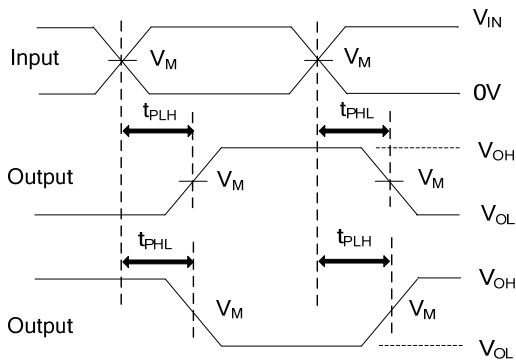 V_IN
Input V_M V_M
0V
t_PLH t_PHL
V_OH
Output V_M V_M
V_OL
t_PHL t_PLH
V_OH
V_M V_M
Output
V_OL